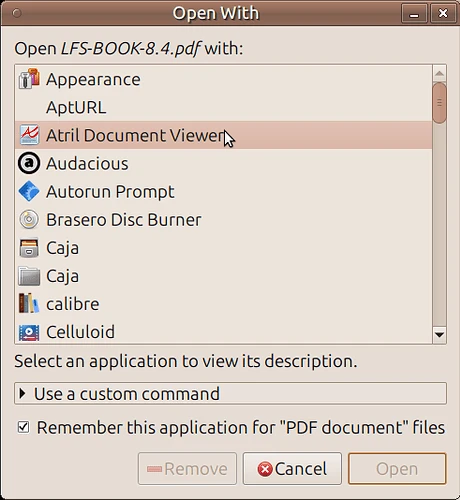 Open With
Open LFS-BOOK-8.4.pdf with:
Appearance
AptURL
Atril Document Viewer
Audacious
Autorun Prompt
Brasero Disc Burner
Caja
Caja
calibre
Celluloid
Select an application to view its description.
Use a custom command
Remember this application for "PDF document" files
Remove
Cancel
Open